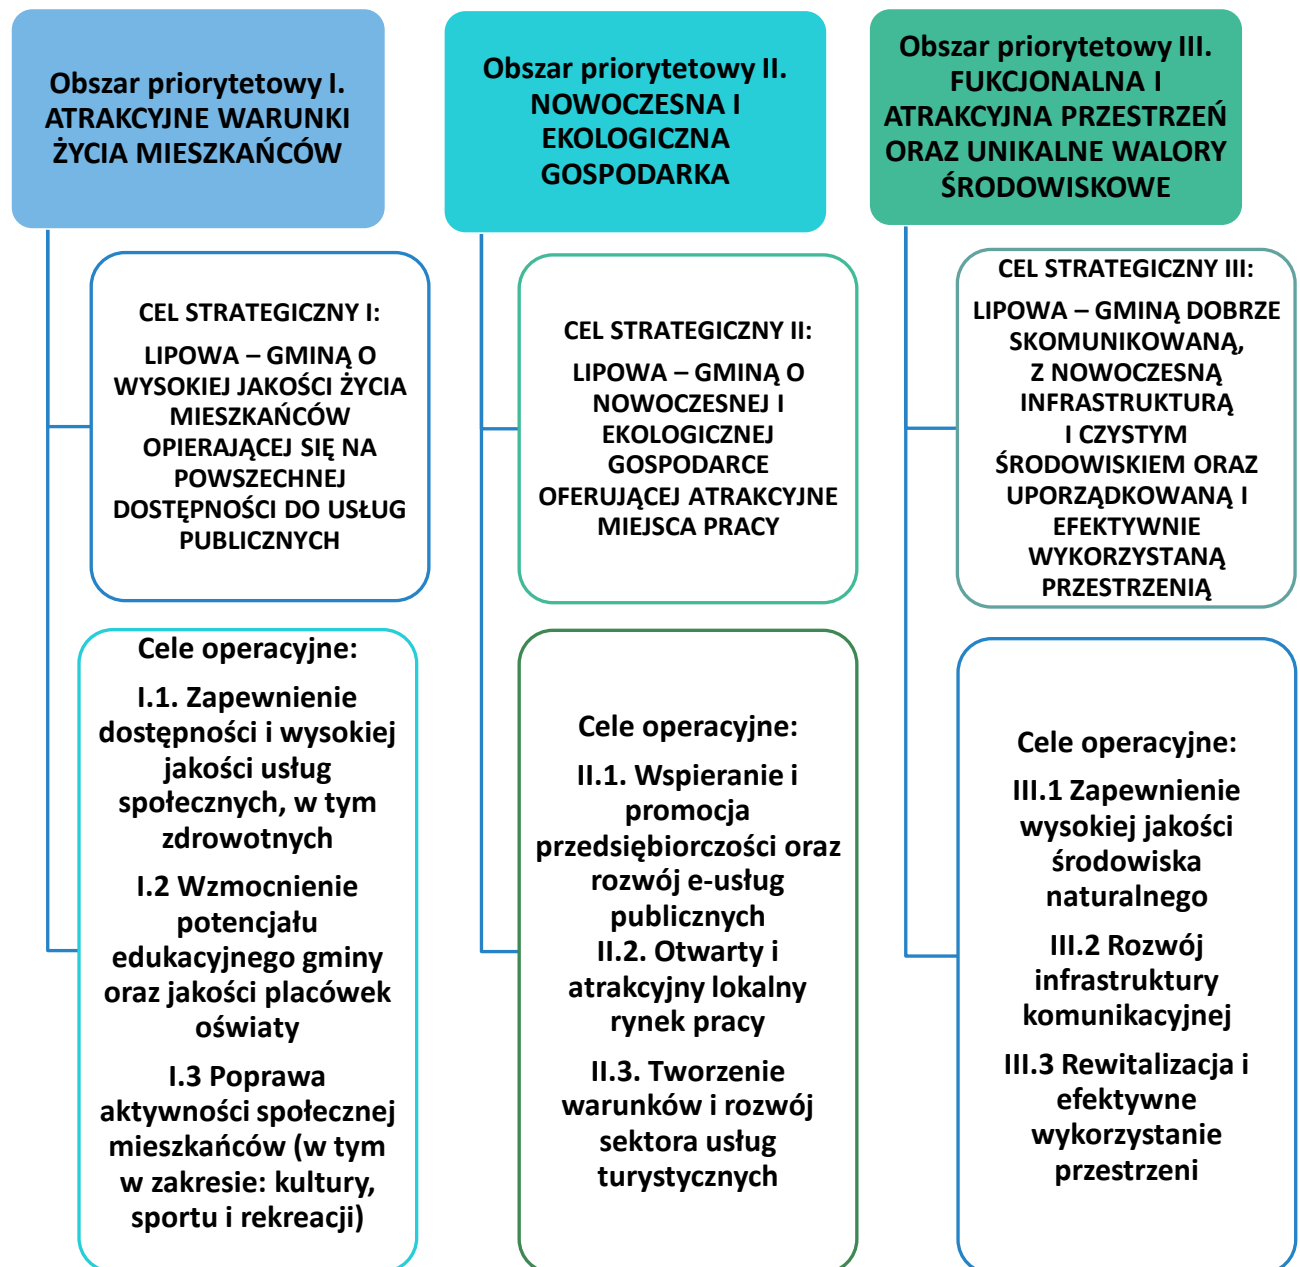 Obszar priorytetowy I.
ATRAKCYJNE WARUNKI
ŻYCIA MIESZKAŃCÓW
CEL STRATEGICZNY I:
LIPOWA – GMINĄ O
WYSOKIEJ JAKOŚCI ŻYCIA
MIESZKAŃCÓW
OPIERAJĄCEJ SIĘ NA
POWSZECHNEJ
DOSTĘPNOŚCI DO USŁUG
PUBLICZNYCH
Cele operacyjne:
I.1. Zapewnienie
dostępności i wysokiej
jakości usług
społecznych, w tym
zdrowotnych
I.2 Wzmocnienie
potencjału
edukacyjnego gminy
oraz jakości placówek
oświaty
I.3 Poprawa
aktywności społecznej
mieszkańców (w tym
w zakresie: kultury,
sportu i rekreacji)
Obszar priorytetowy II.
NOWOCZESNA I
EKOLOGICZNA
GOSPODARKA
CEL STRATEGICZNY II:
LIPOWA – GMINĄ O
NOWOCZESNEJ I
EKOLOGICZNEJ
GOSPODARCE
OFERUJĄCEJ ATRAKCYJNE
MIEJSCA PRACY
Cele operacyjne:
II.1. Wspieranie i
promocja
przedsiębiorczości oraz
rozwój e-usług
publicznych
II.2. Otwarty i
atrakcyjny lokalny
rynek pracy
II.3. Tworzenie
warunków i rozwój
sektora usług
turystycznych
Obszar priorytetowy III.
FUKCJONALNA I
ATRAKCYJNA PRZESTRZEŃ
ORAZ UNIKALNE WALORY
ŚRODOWISKOWE
CEL STRATEGICZNY III:
LIPOWA – GMINĄ DOBRZE
SKOMUNIKOWANĄ,
Z NOWOCZESNĄ
INFRASTRUKTURĄ
I CZYSTYM
ŚRODOWISKIEM ORAZ
UPORZĄDKOWANĄ I
EFEKTYWNIE
WYKORZYSTANĄ
PRZESTRZENIĄ
Cele operacyjne:
III.1 Zapewnienie
wysokiej jakości
środowiska
naturalnego
III.2 Rozwój
infrastruktury
komunikacyjnej
III.3 Rewitalizacja i
efektywne
wykorzystanie
przestrzeni